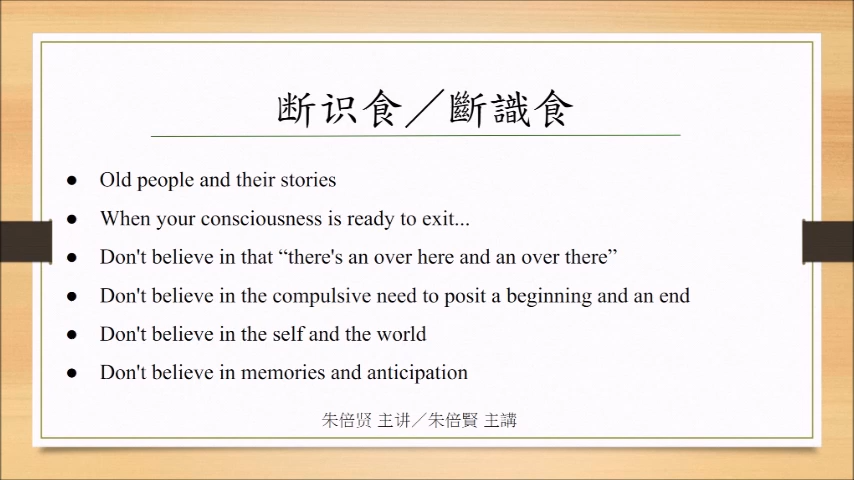 断识食／斷識食
● Old people and their stories
● When your consciousness is ready to exit...
● Don't believe in that “there's an over here and an over there”
● Don't believe in the compulsive need to posit a beginning and an end
● Don't believe in the self and the world
● Don't believe in memories and anticipation
朱倍贤 主讲／朱倍賢 主講